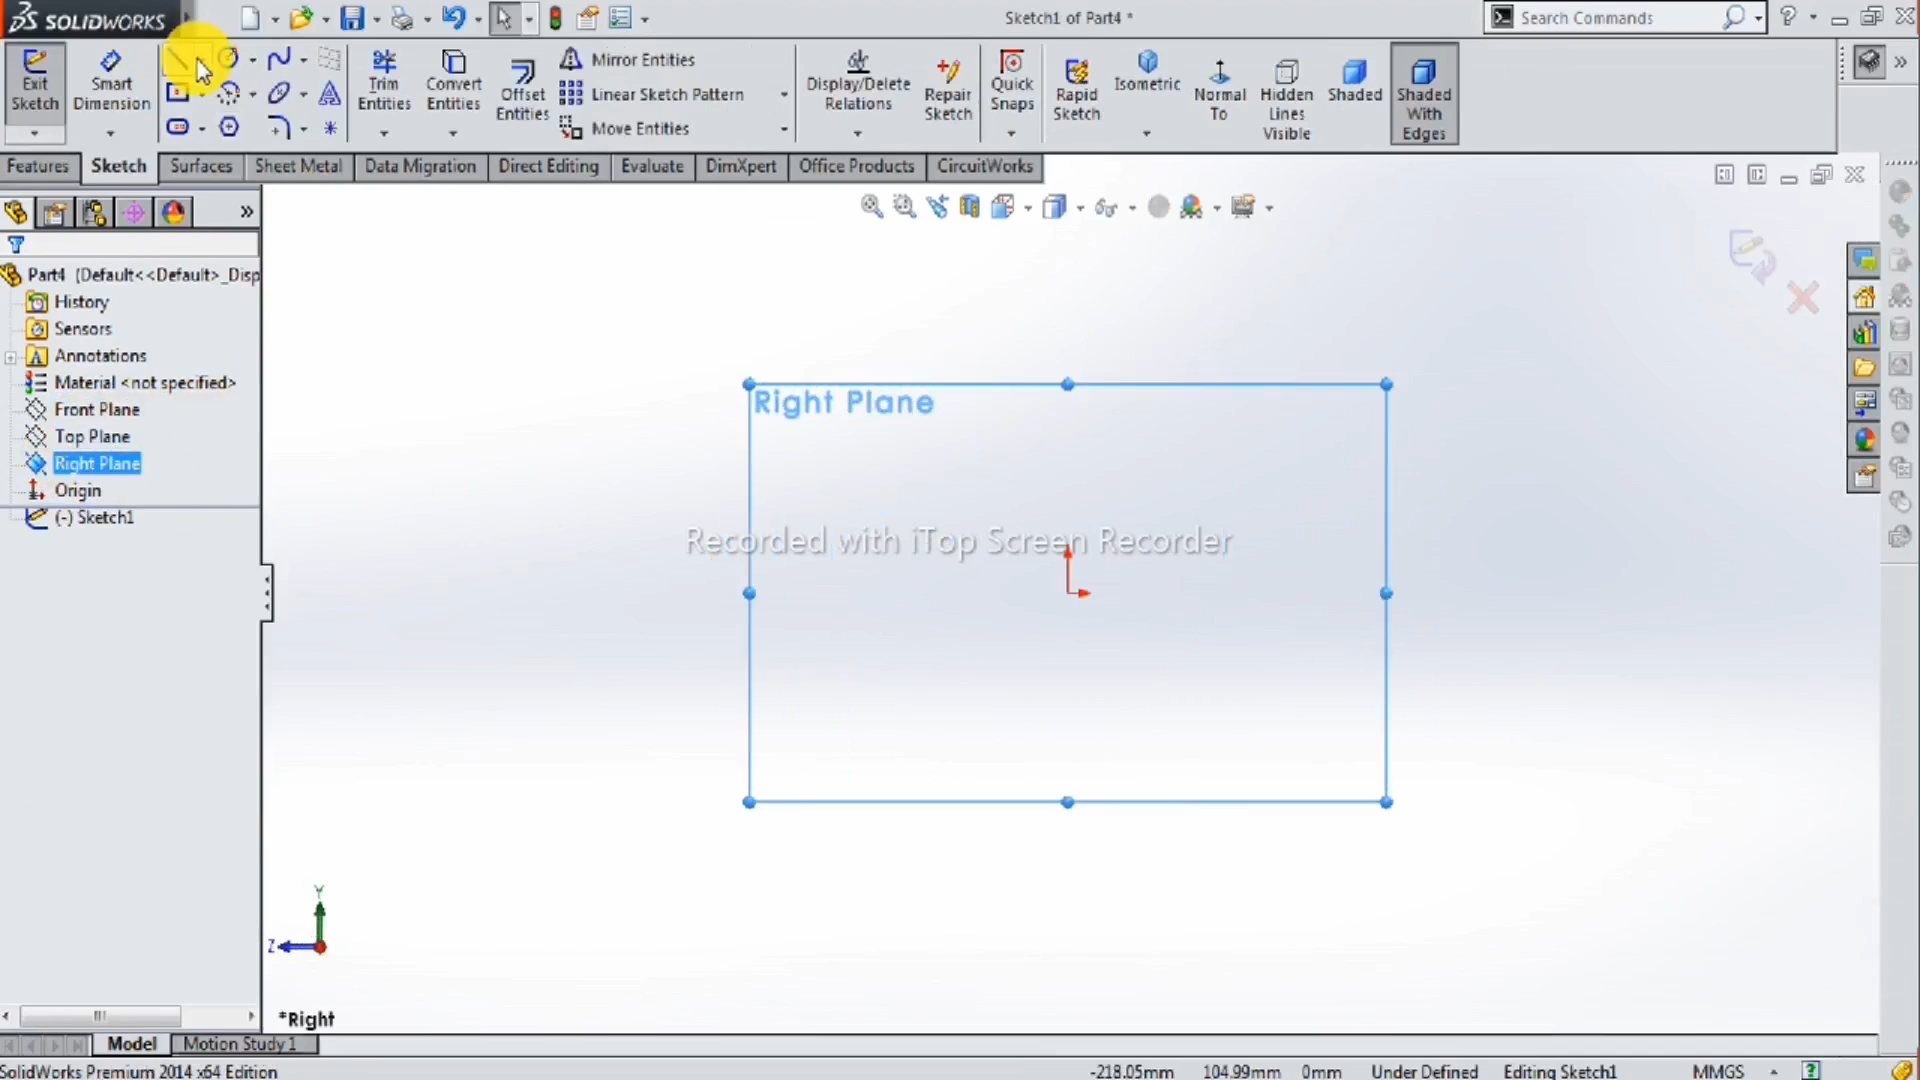 SOLIDWORKS
Sketch1 of Part4 *
Search Commands
Exit Sketch
Smart Dimension
Trim Entities
Convert Entities
Offset Entities
Mirror Entities
Linear Sketch Pattern
Move Entities
Display/Delete Relations
Repair Sketch
Quick Snaps
Rapid Sketch
Isometric
Normal To
Hidden Lines Visible
Shaded
Shaded With Edges
Features
Sketch
Surfaces
Sheet Metal
Data Migration
Direct Editing
Evaluate
DimXpert
Office Products
CircuitWorks
Part4 (Default<<Default>_Disp
History
Sensors
Annotations
Material <not specified>
Front Plane
Top Plane
Right Plane
Origin
(-) Sketch1
Right Plane
Recorded with iTop Screen Recorder
Y
Z
*Right
Model
Motion Study 1
SolidWorks Premium 2014 x64 Edition
-218.05mm
104.99mm
0mm
Under Defined
Editing Sketch1
MMGS